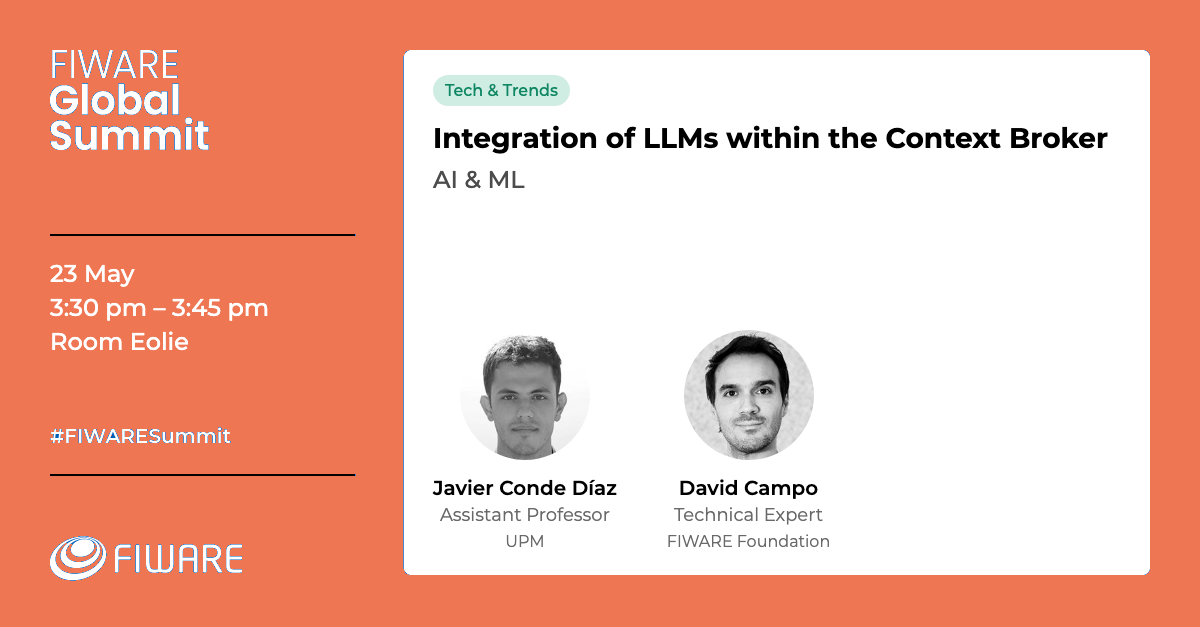 FIWARE
Global
Summit
23 May
3:30 pm – 3:45 pm
Room Eolie
#FIWARESummit
FIWARE
Tech & Trends
Integration of LLMs within the Context Broker
AI & ML
Javier Conde Díaz
Assistant Professor
UPM
David Campo
Technical Expert
FIWARE Foundation